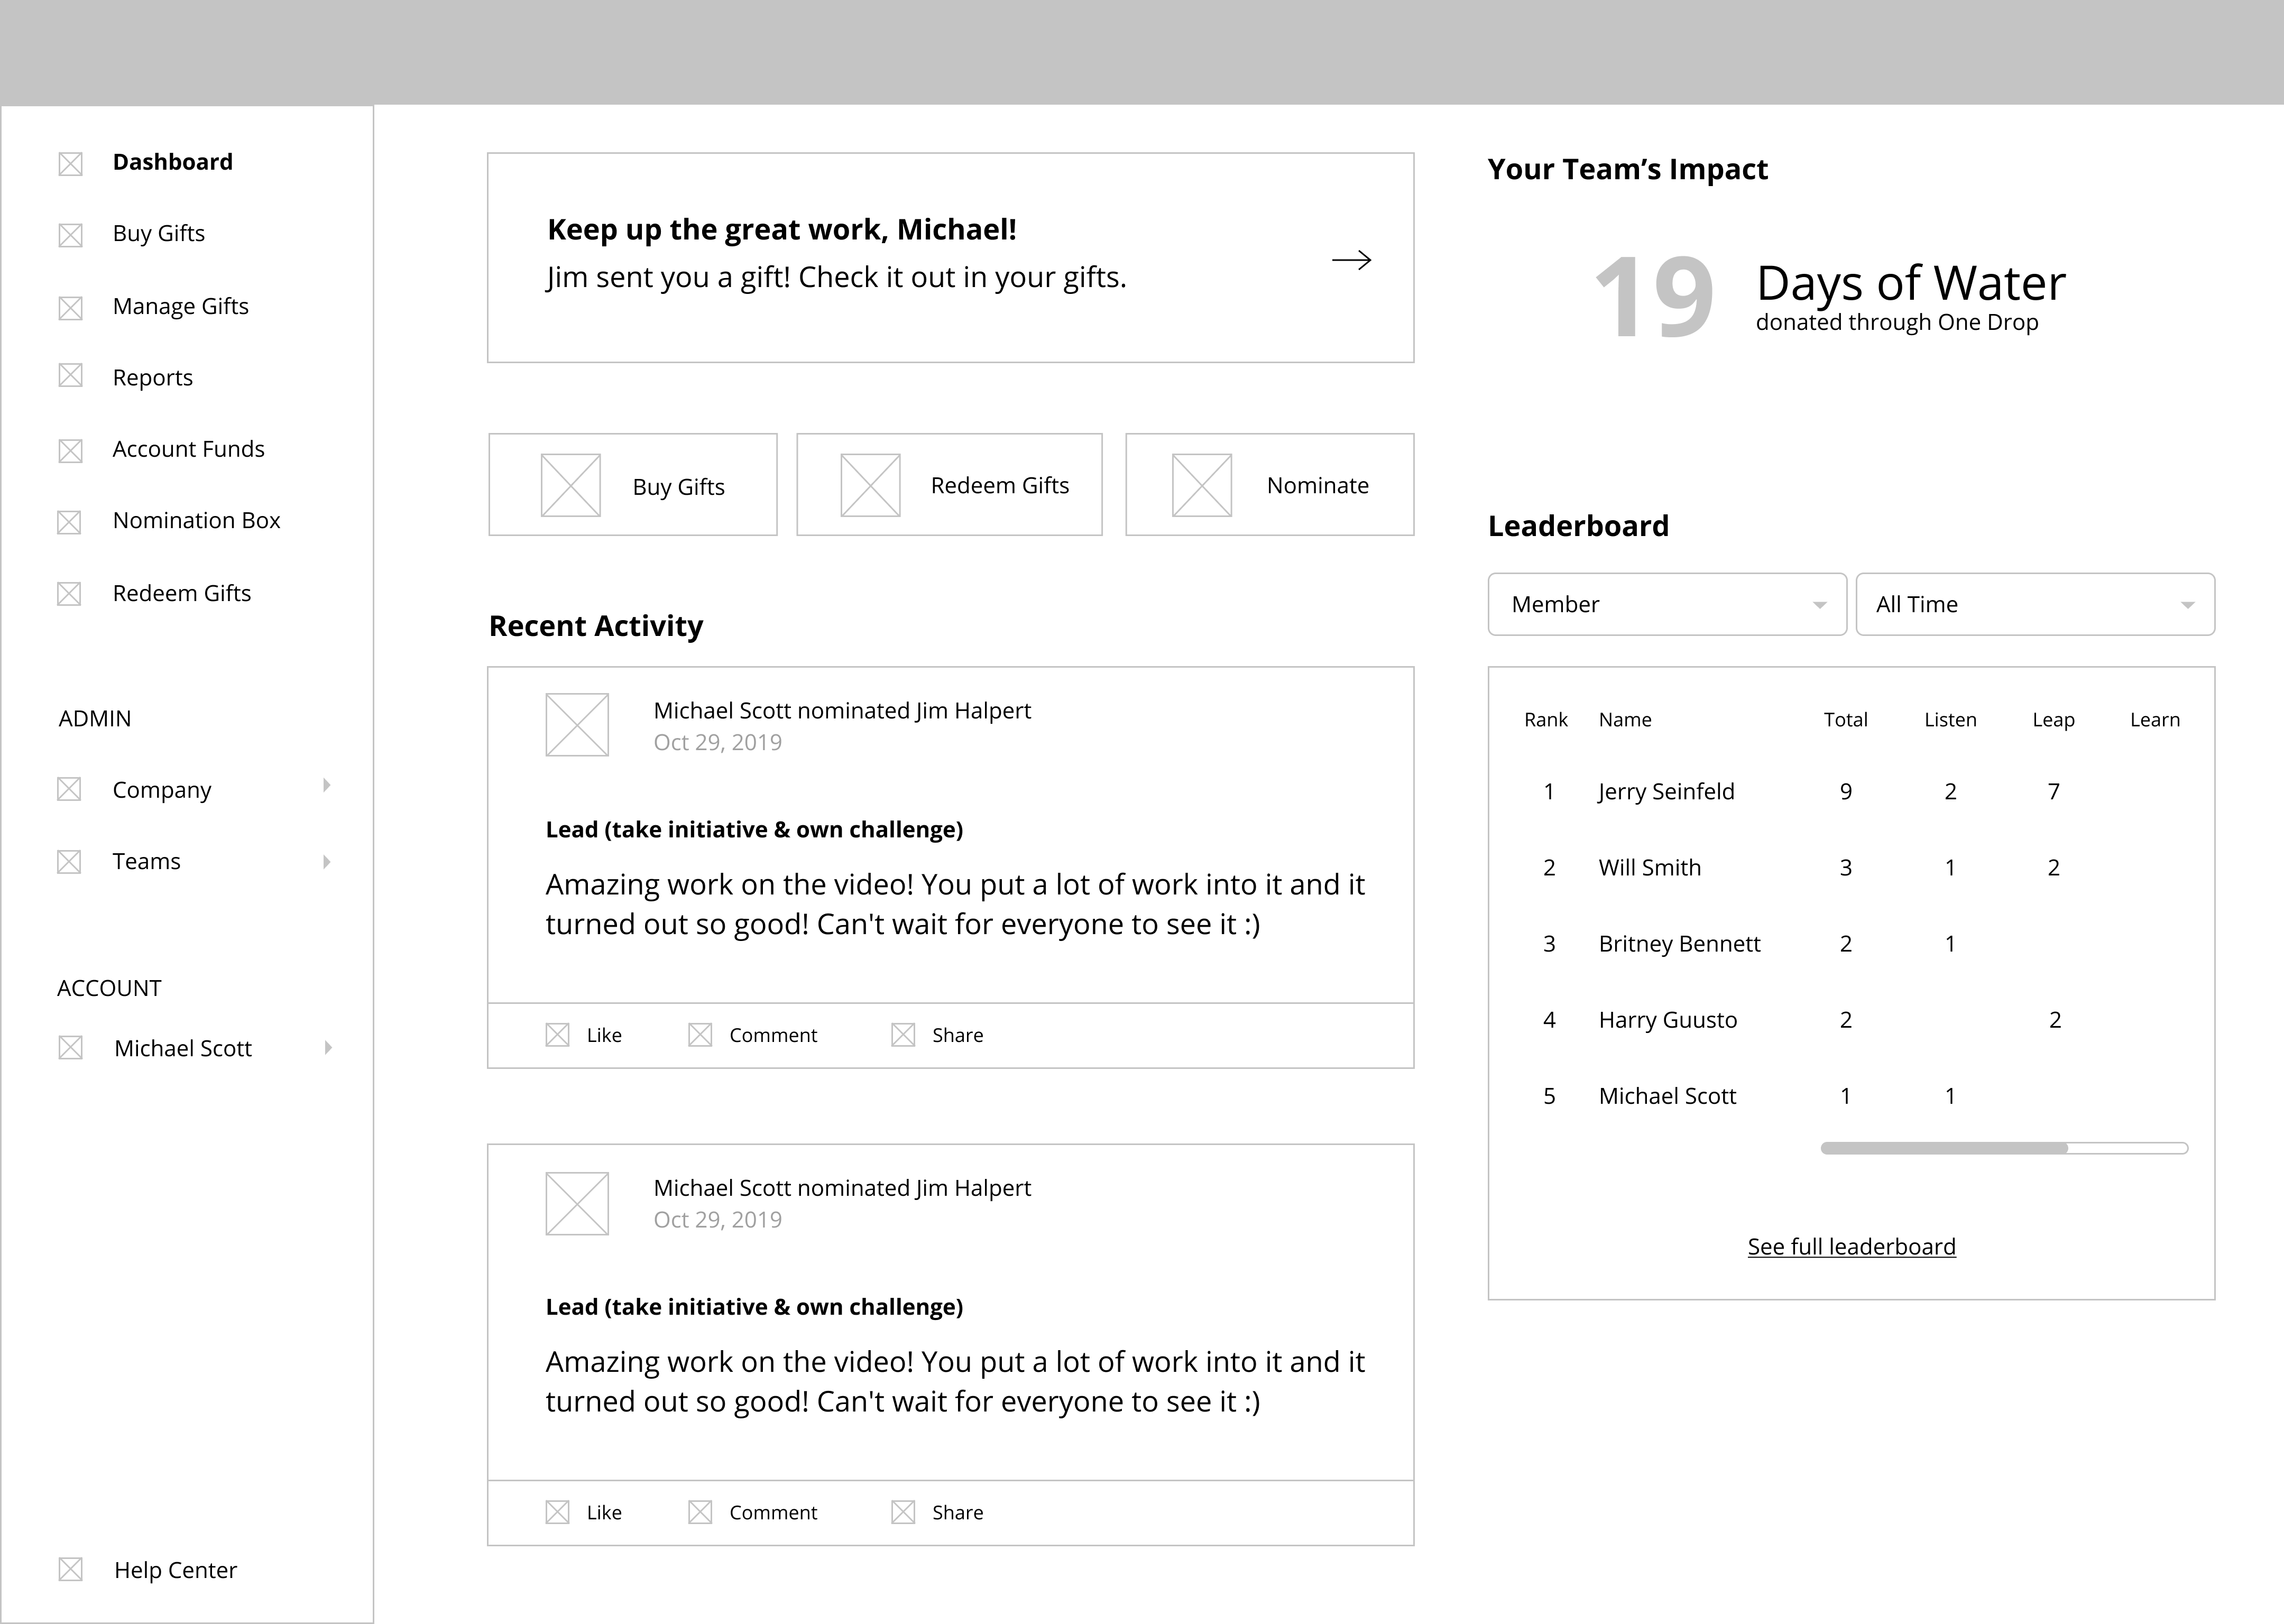 Dashboard
Buy Gifts
Manage Gifts
Reports
Account Funds
Nomination Box
Redeem Gifts
ADMIN
Company
Teams
ACCOUNT
Michael Scott
Help Center
Keep up the great work, Michael!
Jim sent you a gift! Check it out in your gifts.
Buy Gifts
Redeem Gifts
Nominate
Recent Activity
Michael Scott nominated Jim Halpert
Oct 29, 2019
Lead (take initiative & own challenge)
Amazing work on the video! You put a lot of work into it and it
turned out so good! Can't wait for everyone to see it :)
Like Comment Share
Michael Scott nominated Jim Halpert
Oct 29, 2019
Lead (take initiative & own challenge)
Amazing work on the video! You put a lot of work into it and it
turned out so good! Can't wait for everyone to see it :)
Like Comment Share
Your Team’s Impact
19 Days of Water
donated through One Drop
Leaderboard
Member All Time
Rank Name Total Listen Leap Learn
1 Jerry Seinfeld 9 2 7
2 Will Smith 3 1 2
3 Britney Bennett 2 1
4 Harry Guusto 2 2
5 Michael Scott 1 1
See full leaderboard